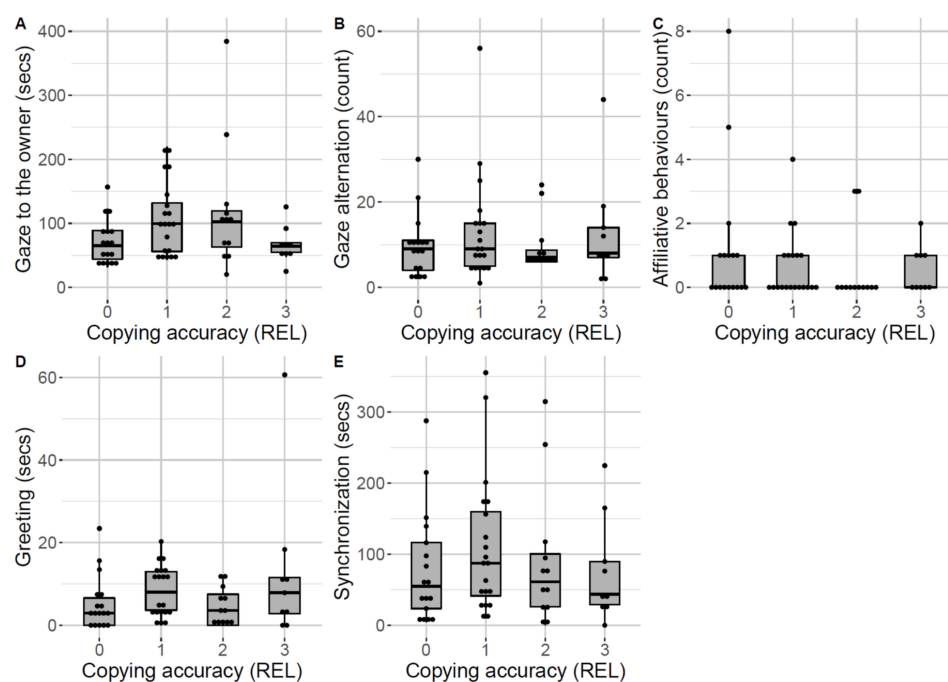 A
Gaze to the owner (secs)
400
300
200
100
0
0 1 2 3
Copying accuracy (REL)
B
Gaze alternation (count)
60
40
20
0
0 1 2 3
Copying accuracy (REL)
C
Affiliative behaviours (count)
8
6
4
2
0
0 1 2 3
Copying accuracy (REL)
D
Greeting (secs)
60
40
20
0
0 1 2 3
Copying accuracy (REL)
E
Synchronization (secs)
300
200
100
0
0 1 2 3
Copying accuracy (REL)